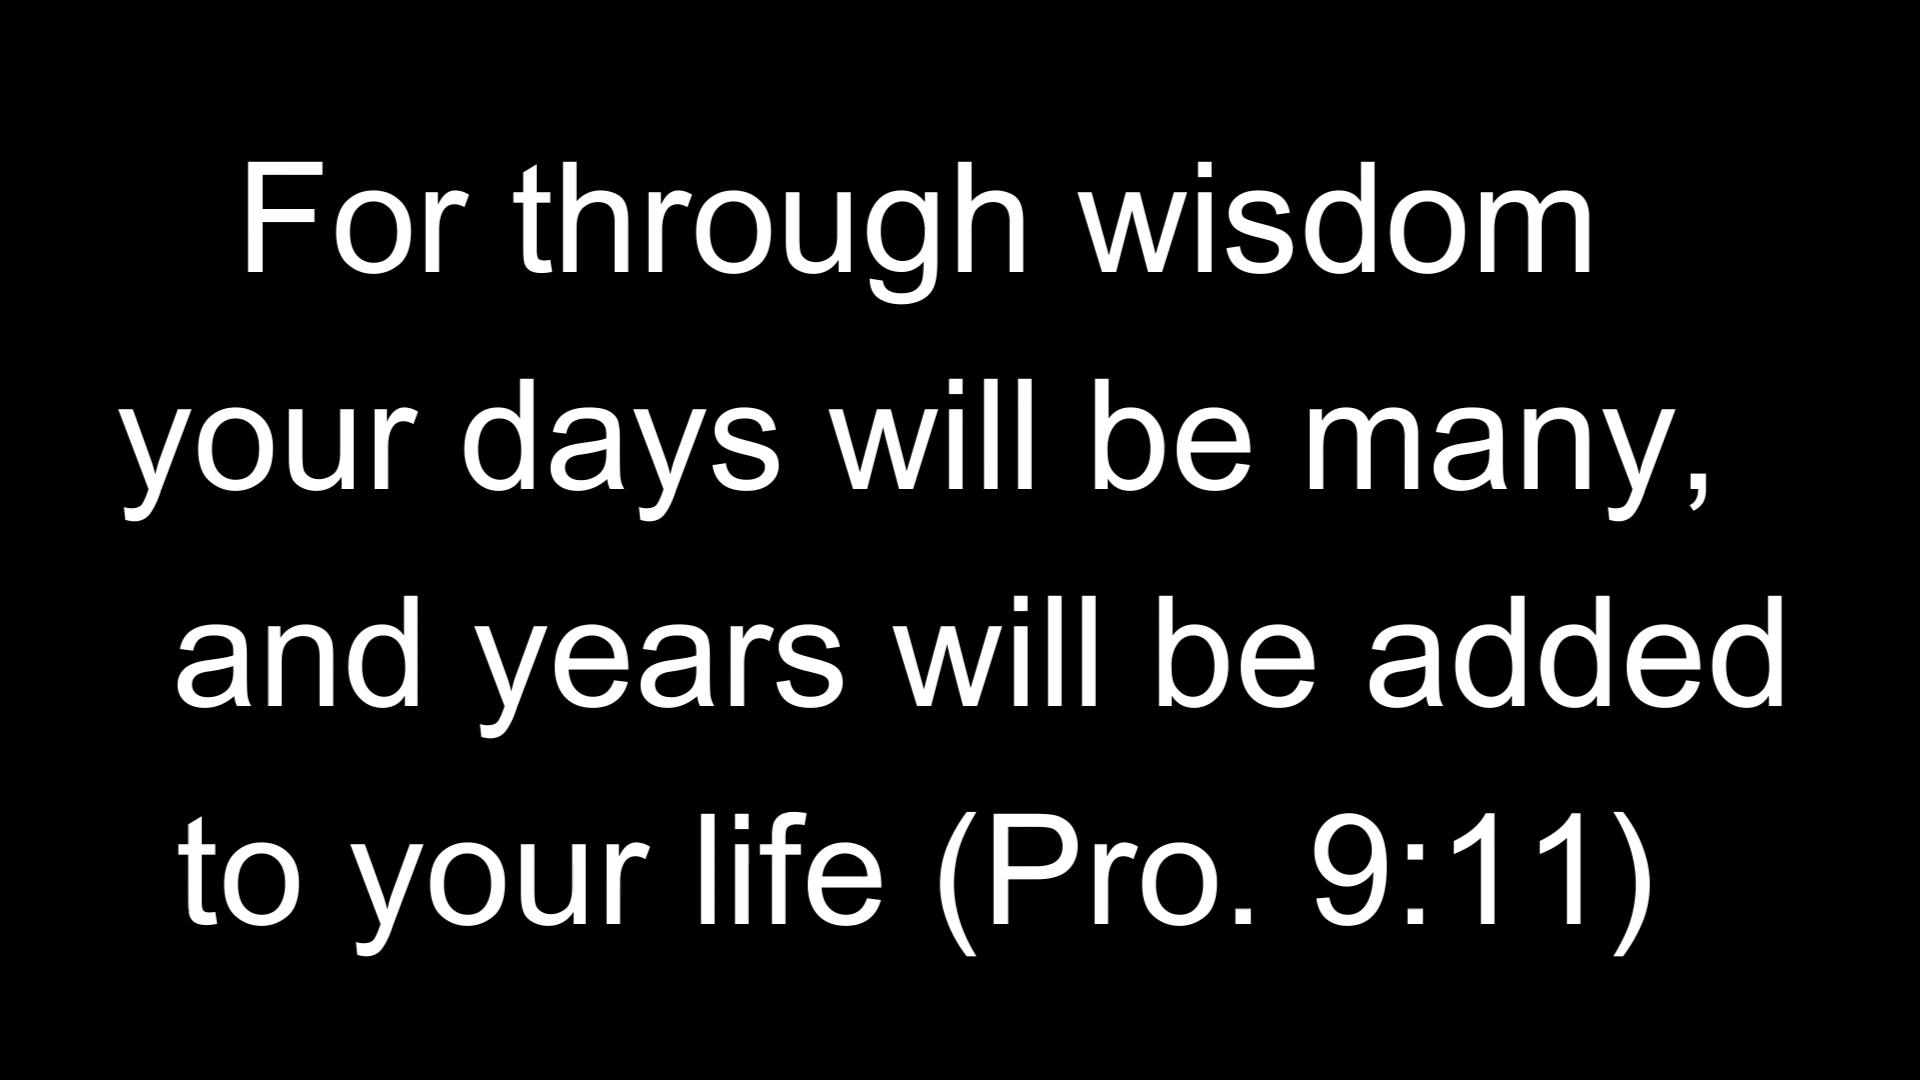 For through wisdom
your days will be many,
and years will be added
to your life (Pro. 9:11)